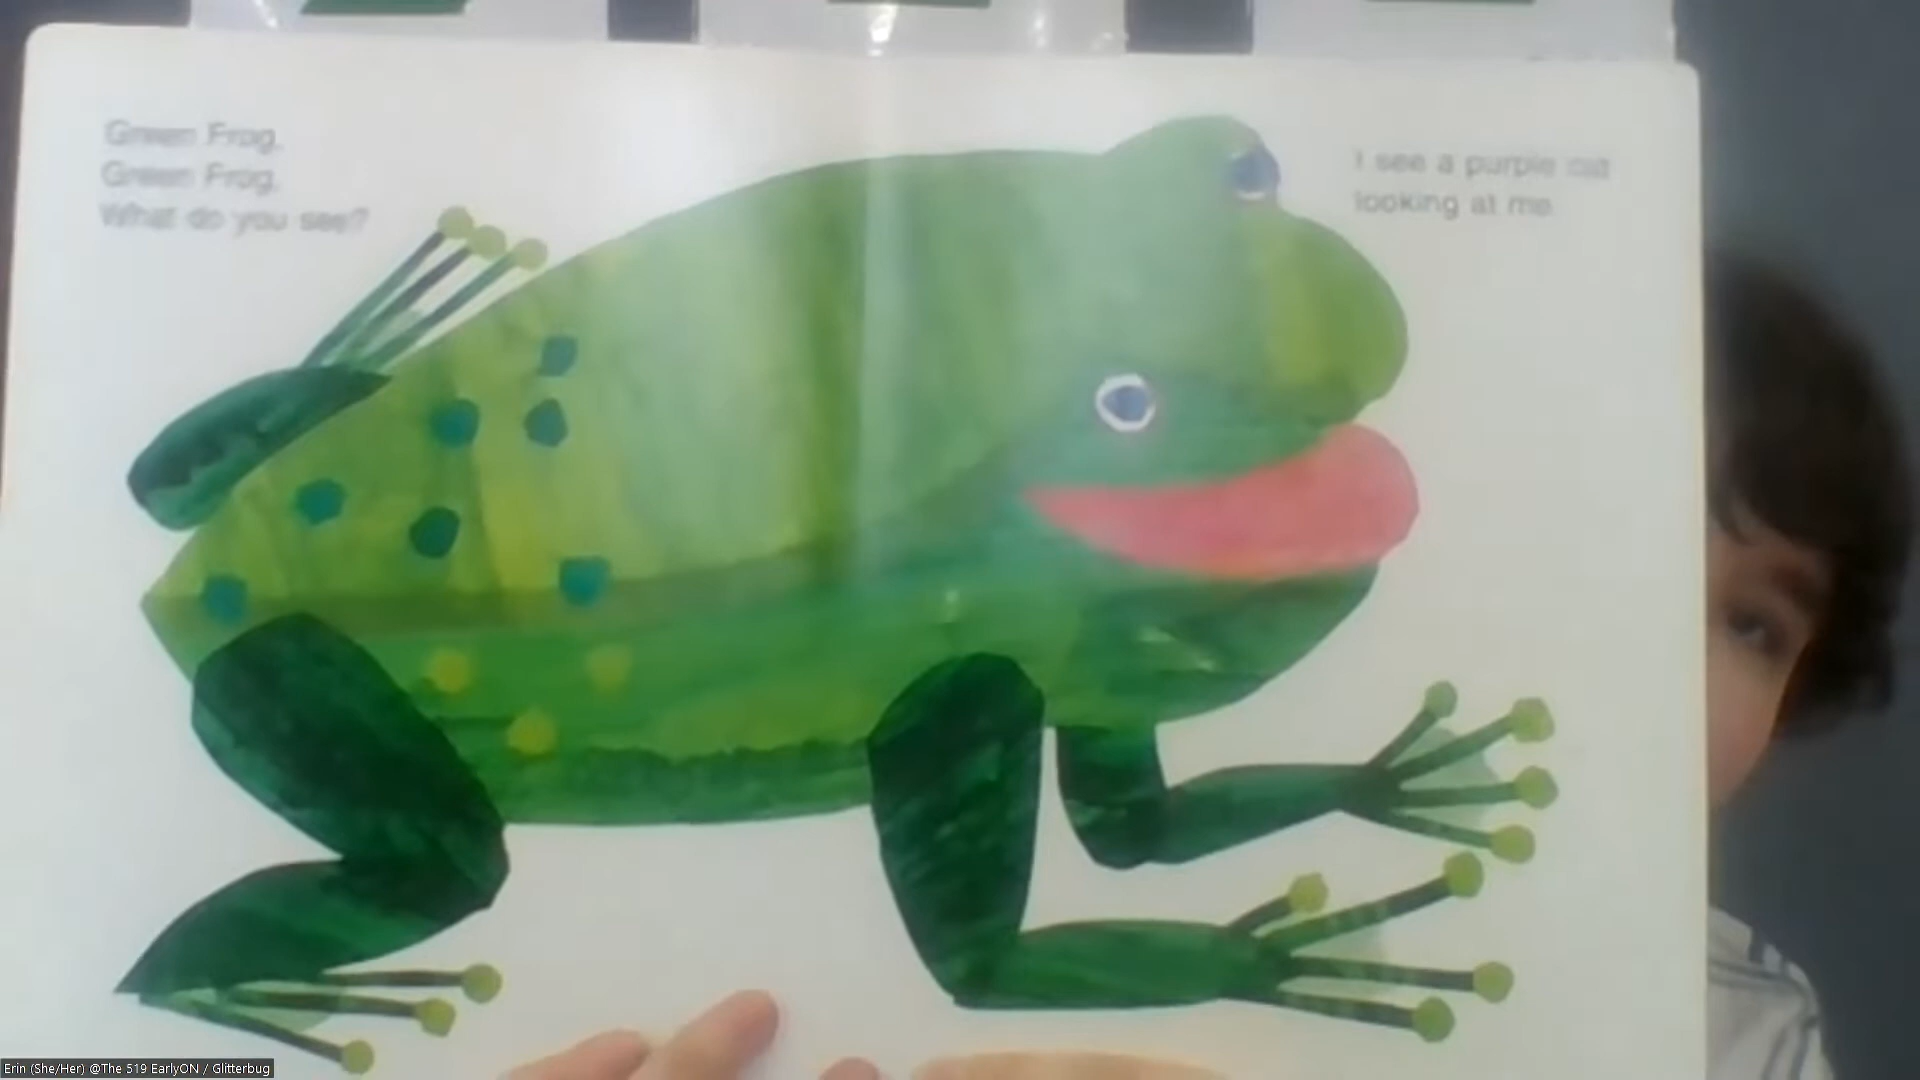 Green Frog,
Green Frog,
What do you see?
I see a purple cat
looking at me.
Erin (She/Her) @The 519 EarlyON / Glitterbug